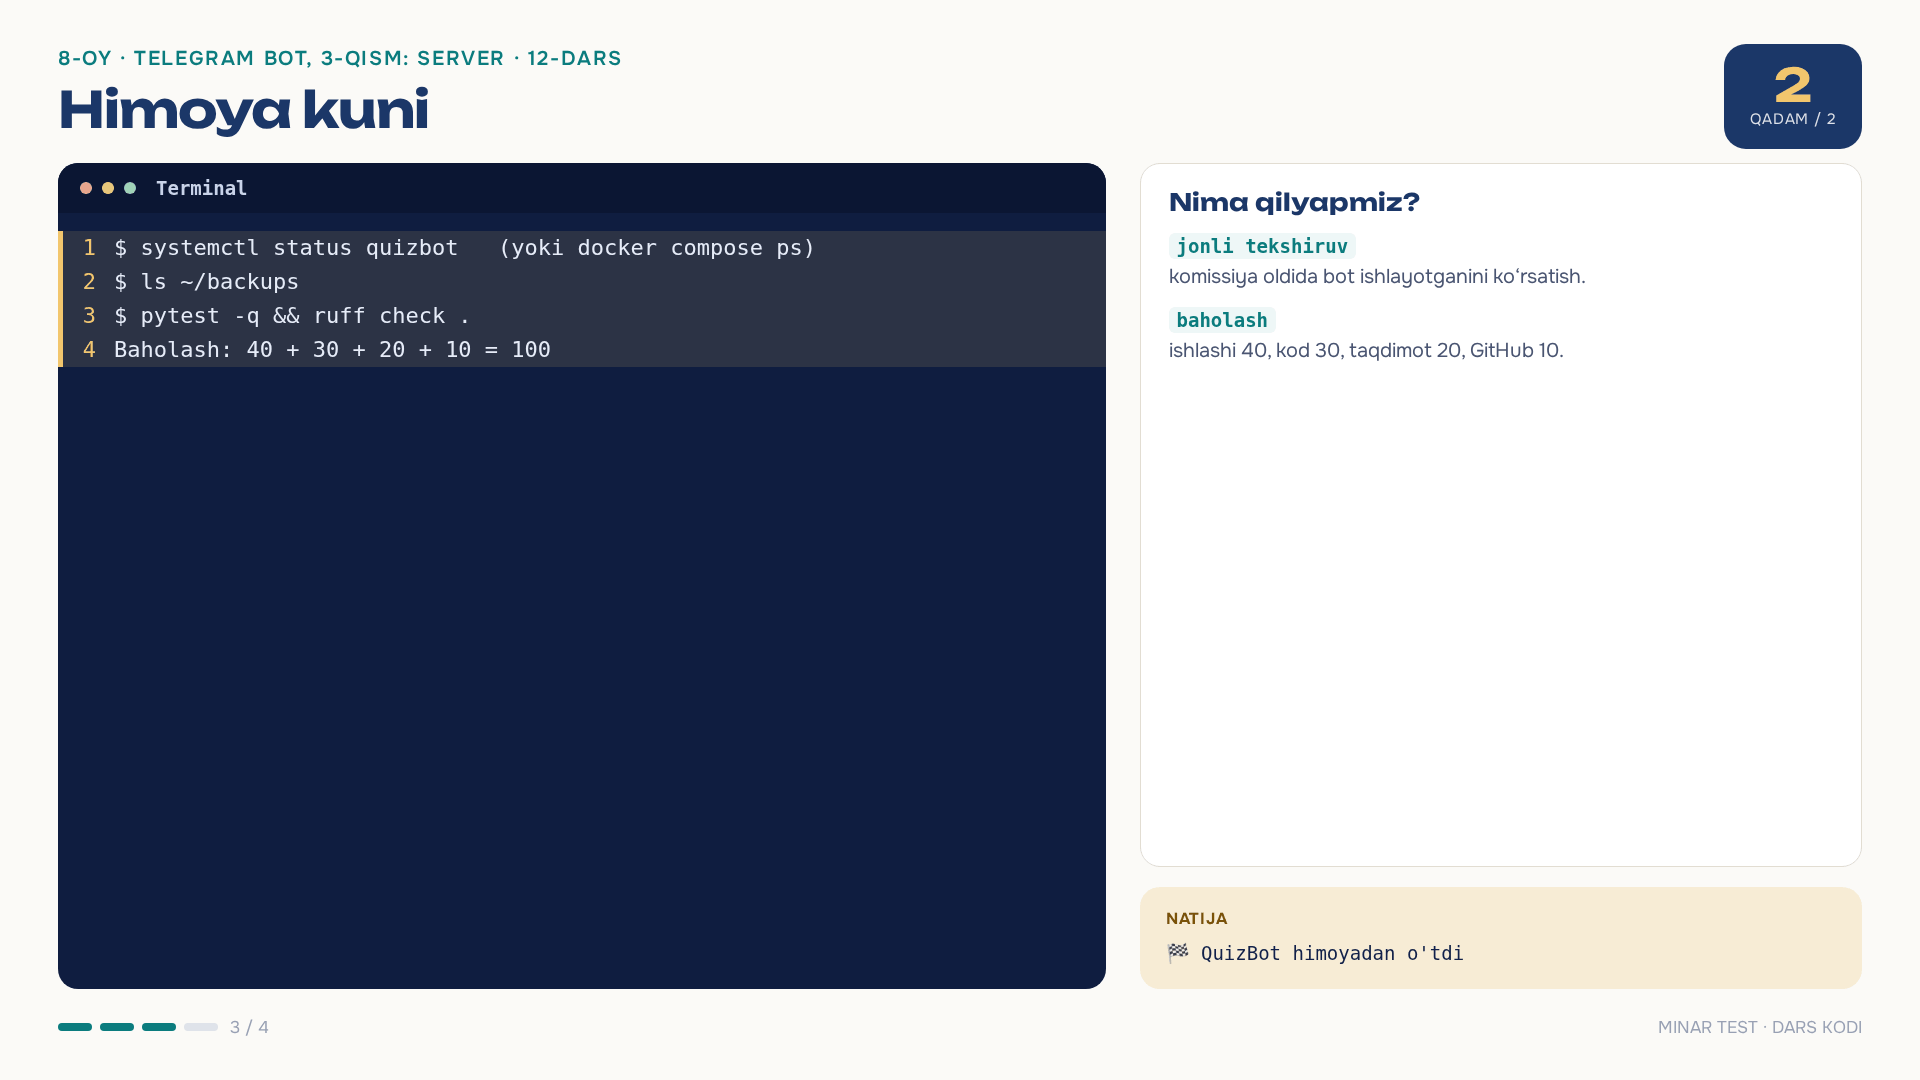 8-OY · TELEGRAM BOT, 3-QISM: SERVER · 12-DARS
Himoya kuni
2
QADAM / 2
Terminal
1 $ systemctl status quizbot   (yoki docker compose ps)
2 $ ls ~/backups
3 $ pytest -q && ruff check .
4 Baholash: 40 + 30 + 20 + 10 = 100
Nima qilyapmiz?
jonli tekshiruv
komissiya oldida bot ishlayotganini koʻrsatish.
baholash
ishlashi 40, kod 30, taqdimot 20, GitHub 10.
NATIJA
🏁 QuizBot himoyadan o'tdi
3 / 4
MINAR TEST · DARS KODI